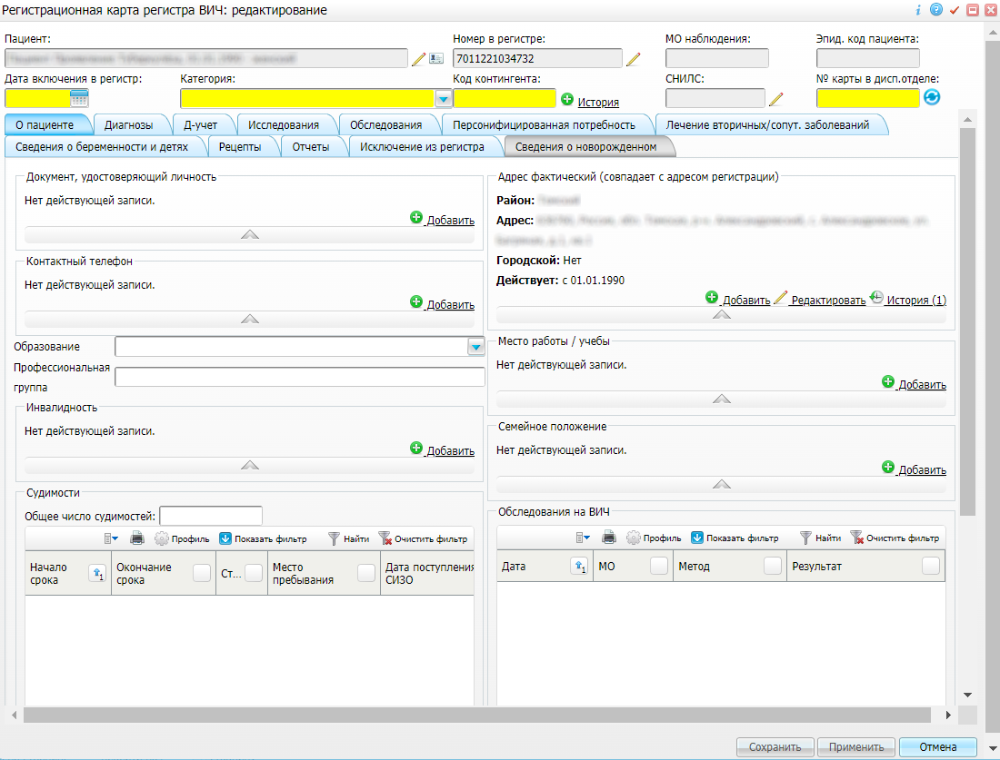 Регистрационная карта регистра ВИЧ: редактирование
Пациент: Номер в регистре: МО наблюдения: Эпид. код пациента:
7011221034732
Дата включения в регистр: Категория: Код контингента: СНИЛС: № карты в дисп.отделе:
История
О пациенте Диагнозы Д-учет Исследования Обследования Персонифицированная потребность Лечение вторичных/сопут. заболеваний
Сведения о беременности и детях Рецепты Отчеты Исключение из регистра Сведения о новорожденном
Документ, удостоверяющий личность
Нет действующей записи.
Добавить
Контактный телефон
Нет действующей записи.
Добавить
Образование
Профессиональная
группа
Инвалидность
Нет действующей записи.
Добавить
Судимости
Общее число судимостей:
Профиль Показать фильтр Найти Очистить фильтр
Начало
срока
Окончание
срока
Ст...
Место
пребывания
Дата поступления
СИЗО
Адрес фактический (совпадает с адресом регистрации)
Район:
Адрес:
Городской: Нет
Действует: с 01.01.1990
Добавить Редактировать История (1)
Место работы / учебы
Нет действующей записи.
Добавить
Семейное положение
Нет действующей записи.
Добавить
Обследования на ВИЧ
Профиль Показать фильтр Найти Очистить фильтр
Дата МО Метод Результат
Сохранить Применить Отмена